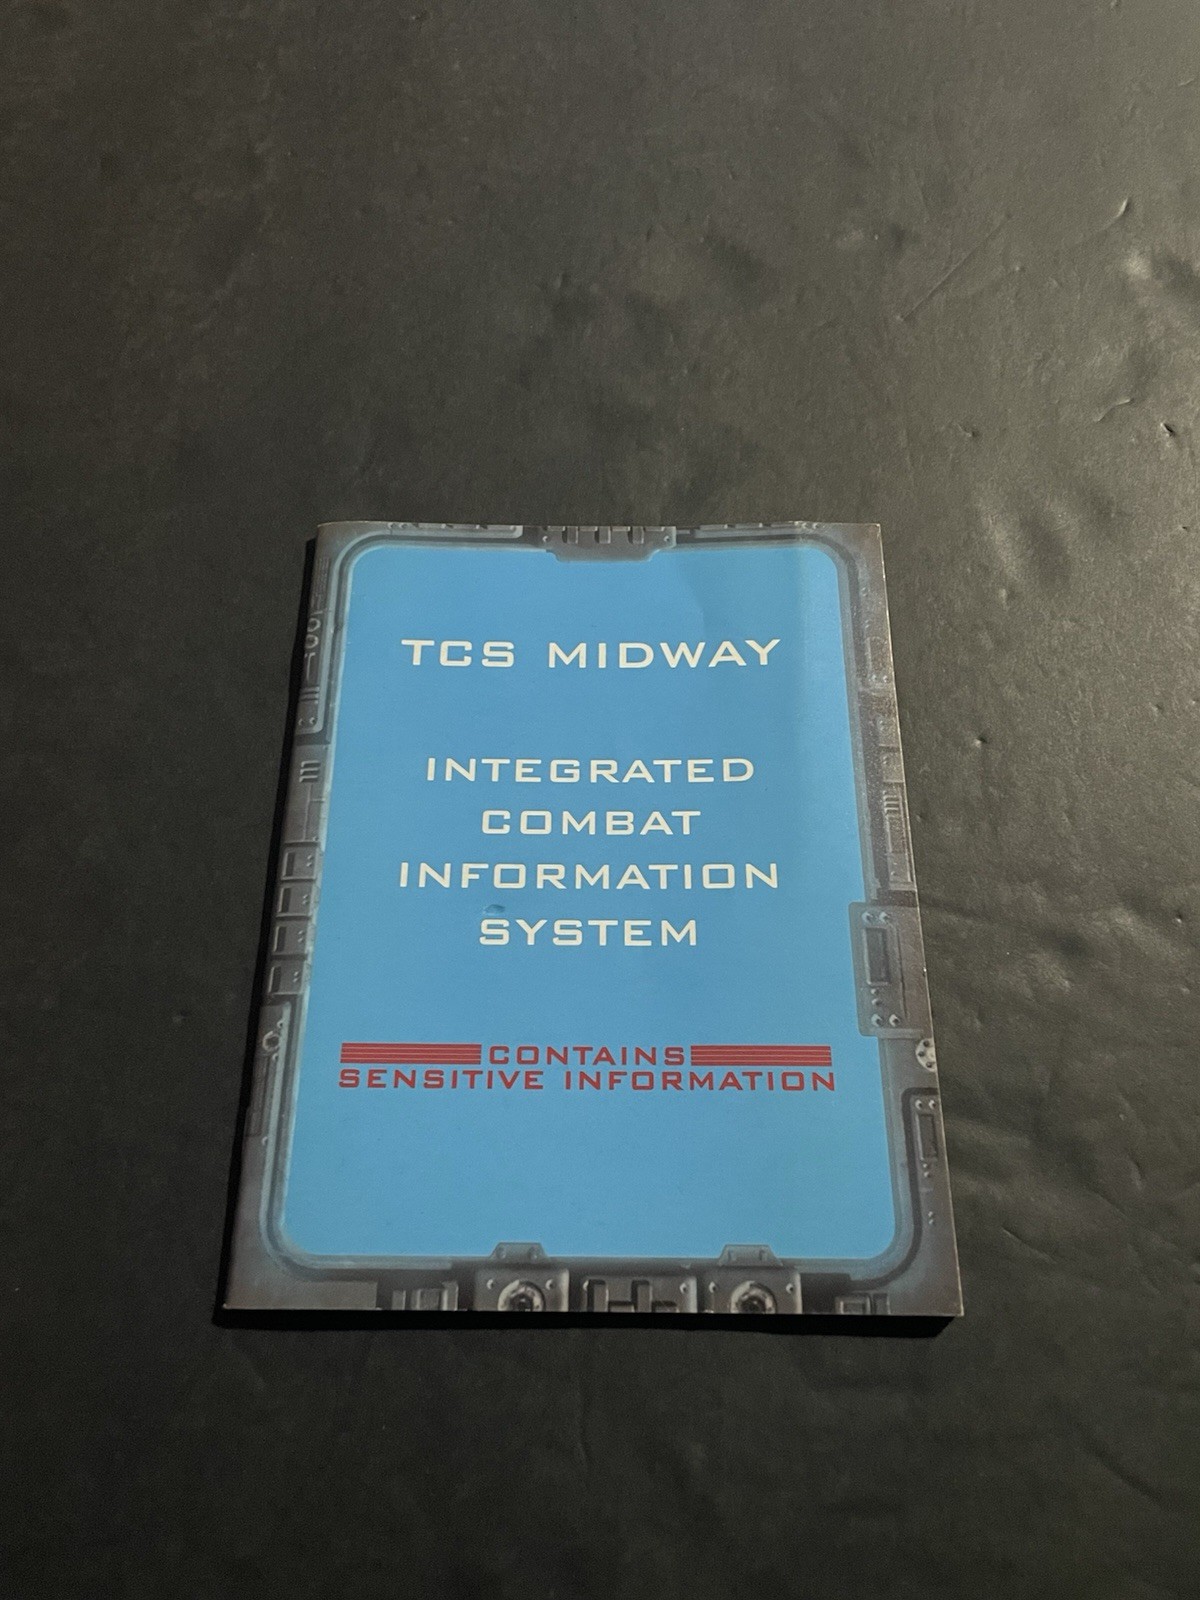 TCS MIDWAY
INTEGRATED
COMBAT
INFORMATION
SYSTEM
CONTAINS
SENSITIVE INFORMATION